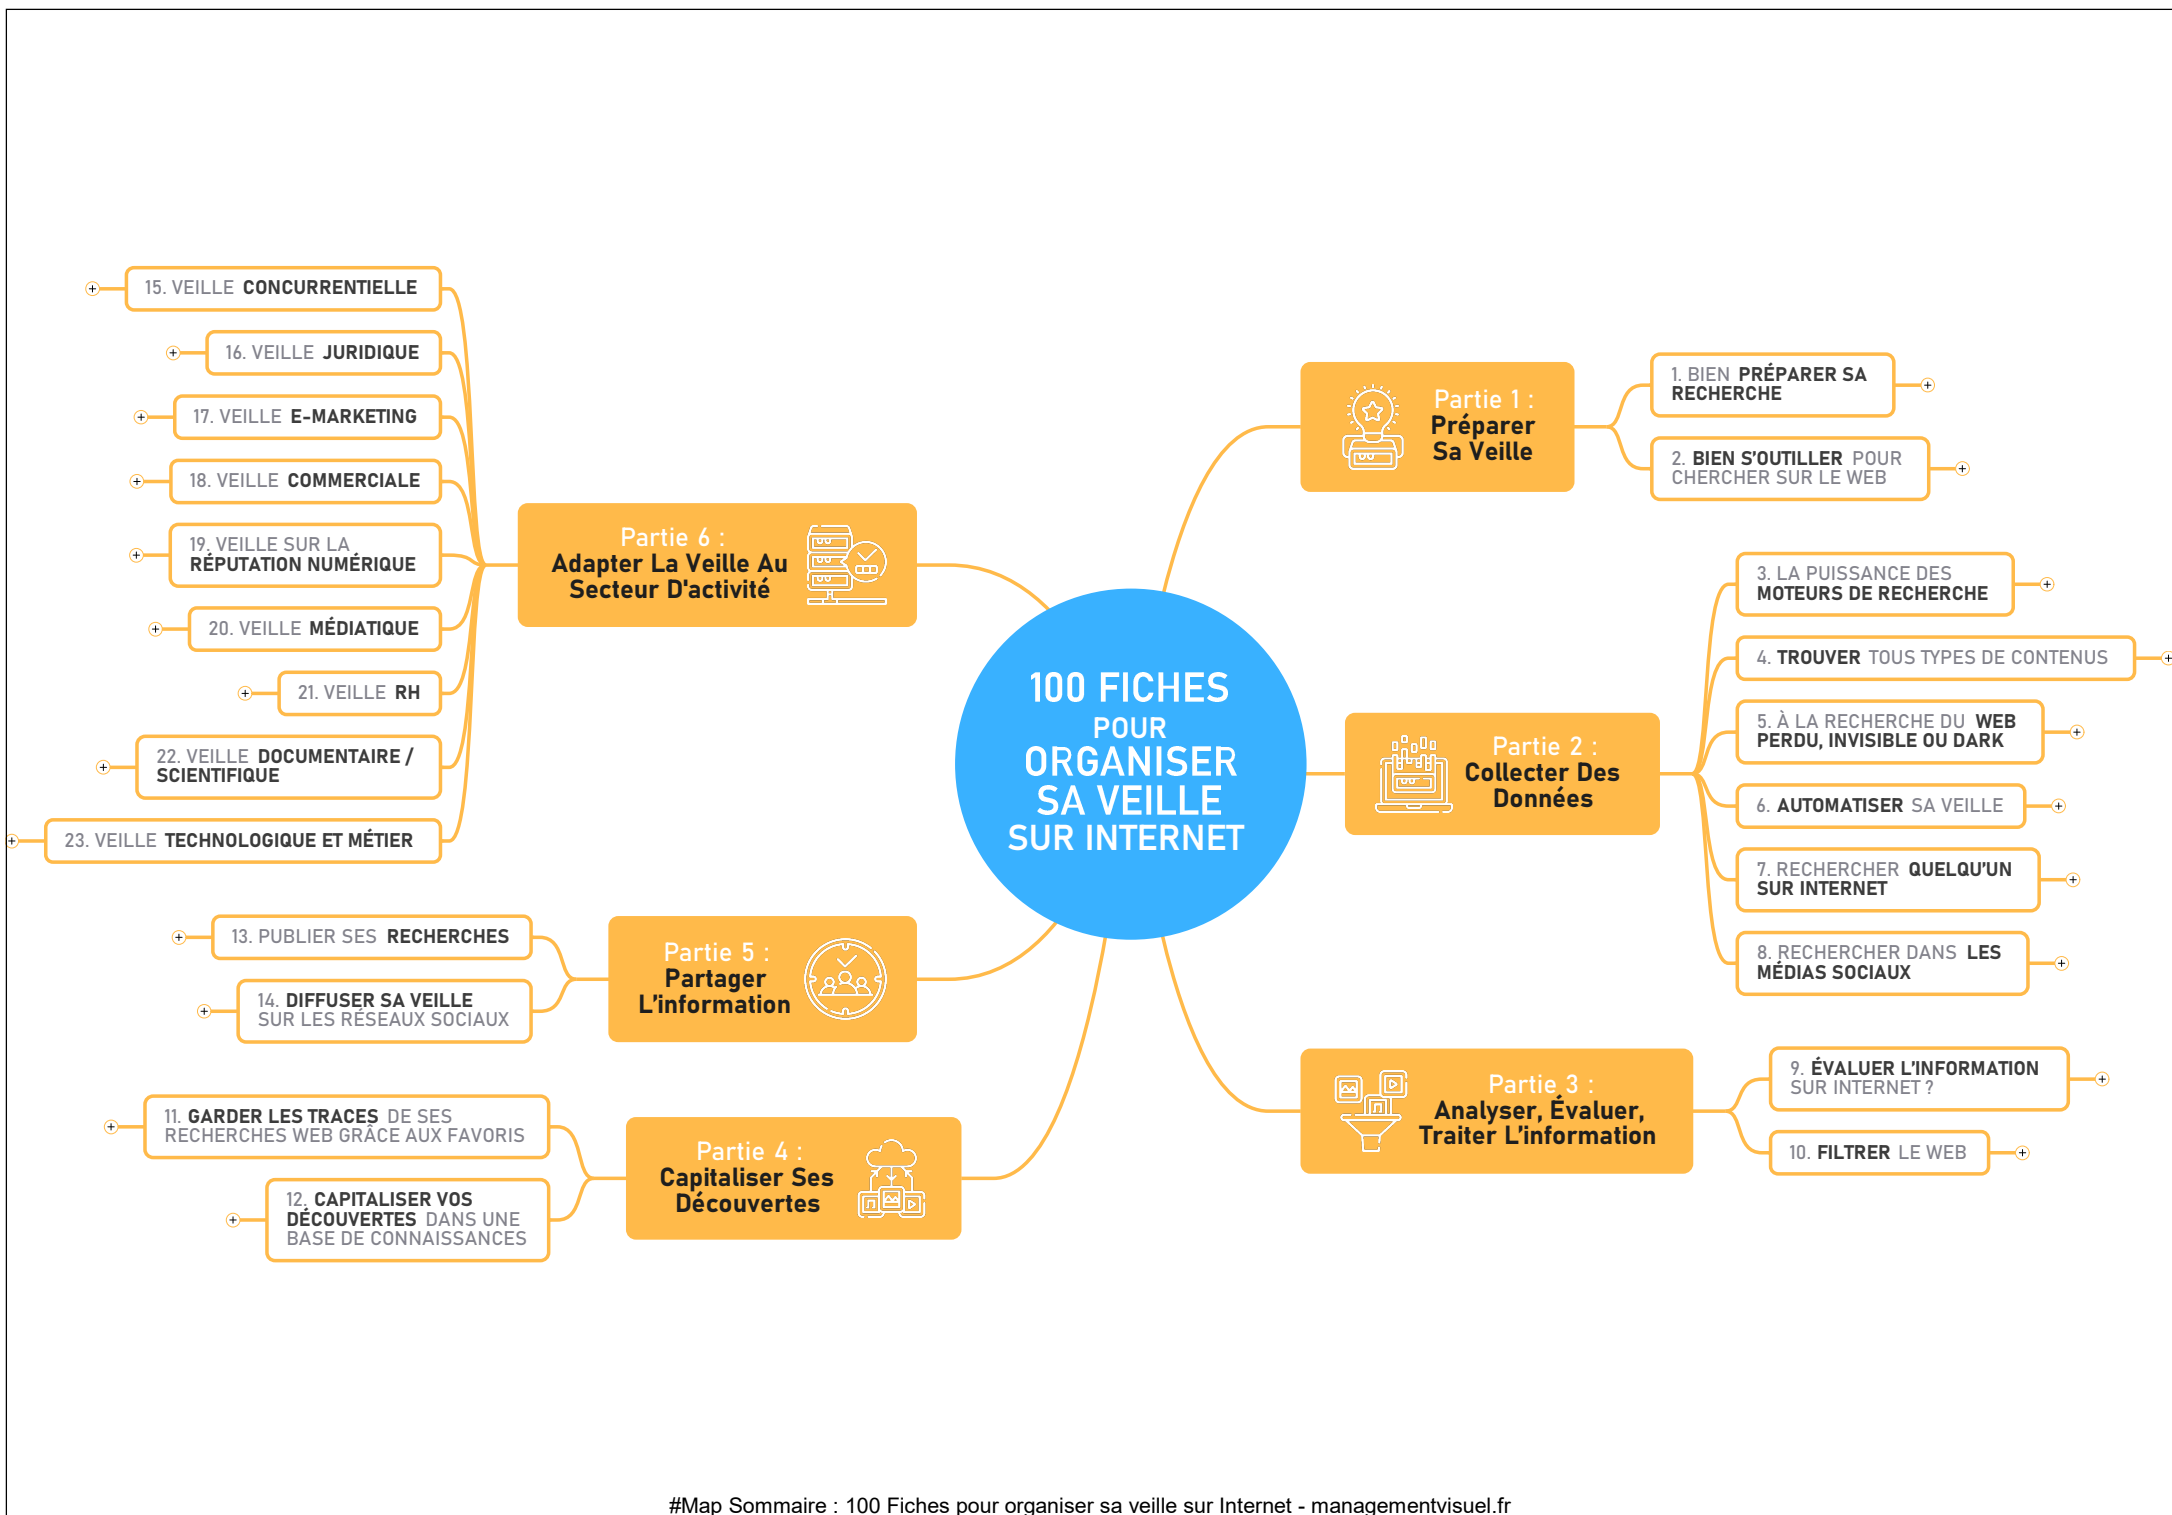 100 FICHES
POUR
ORGANISER
SA VEILLE
SUR INTERNET
Partie 1 :
Préparer
Sa Veille
1. BIEN PRÉPARER SA
RECHERCHE
2. BIEN S’OUTILLER POUR
CHERCHER SUR LE WEB
Partie 2 :
Collecter Des
Données
3. LA PUISSANCE DES
MOTEURS DE RECHERCHE
4. TROUVER TOUS TYPES DE CONTENUS
5. À LA RECHERCHE DU WEB
PERDU, INVISIBLE OU DARK
6. AUTOMATISER SA VEILLE
7. RECHERCHER QUELQU’UN
SUR INTERNET
8. RECHERCHER DANS LES
MÉDIAS SOCIAUX
Partie 3 :
Analyser, Évaluer,
Traiter L’information
9. ÉVALUER L’INFORMATION
SUR INTERNET ?
10. FILTRER LE WEB
Partie 4 :
Capitaliser Ses
Découvertes
11. GARDER LES TRACES DE SES
RECHERCHES WEB GRÂCE AUX FAVORIS
12. CAPITALISER VOS
DÉCOUVERTES DANS UNE
BASE DE CONNAISSANCES
Partie 5 :
Partager
L’information
13. PUBLIER SES RECHERCHES
14. DIFFUSER SA VEILLE
SUR LES RÉSEAUX SOCIAUX
Partie 6 :
Adapter La Veille Au
Secteur D'activité
15. VEILLE CONCURRENTIELLE
16. VEILLE JURIDIQUE
17. VEILLE E-MARKETING
18. VEILLE COMMERCIALE
19. VEILLE SUR LA
RÉPUTATION NUMÉRIQUE
20. VEILLE MÉDIATIQUE
21. VEILLE RH
22. VEILLE DOCUMENTAIRE /
SCIENTIFIQUE
23. VEILLE TECHNOLOGIQUE ET MÉTIER
#Map Sommaire : 100 Fiches pour organiser sa veille sur Internet - managementvisuel.fr